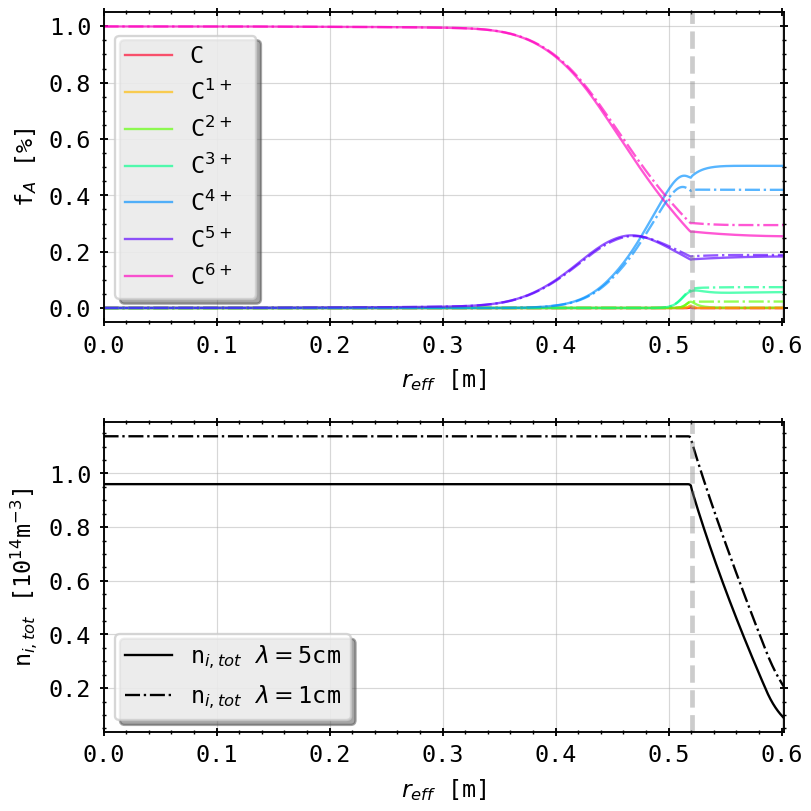 1.0
0.8
0.6
0.4
0.2
0.0
f_A [%]
C
C^1+
C^2+
C^3+
C^4+
C^5+
C^6+
0.0 0.1 0.2 0.3 0.4 0.5 0.6
r_eff [m]
1.0
0.8
0.6
0.4
0.2
n_i,tot [10^14 m^−3]
n_i,tot λ = 5cm
n_i,tot λ = 1cm
0.0 0.1 0.2 0.3 0.4 0.5 0.6
r_eff [m]